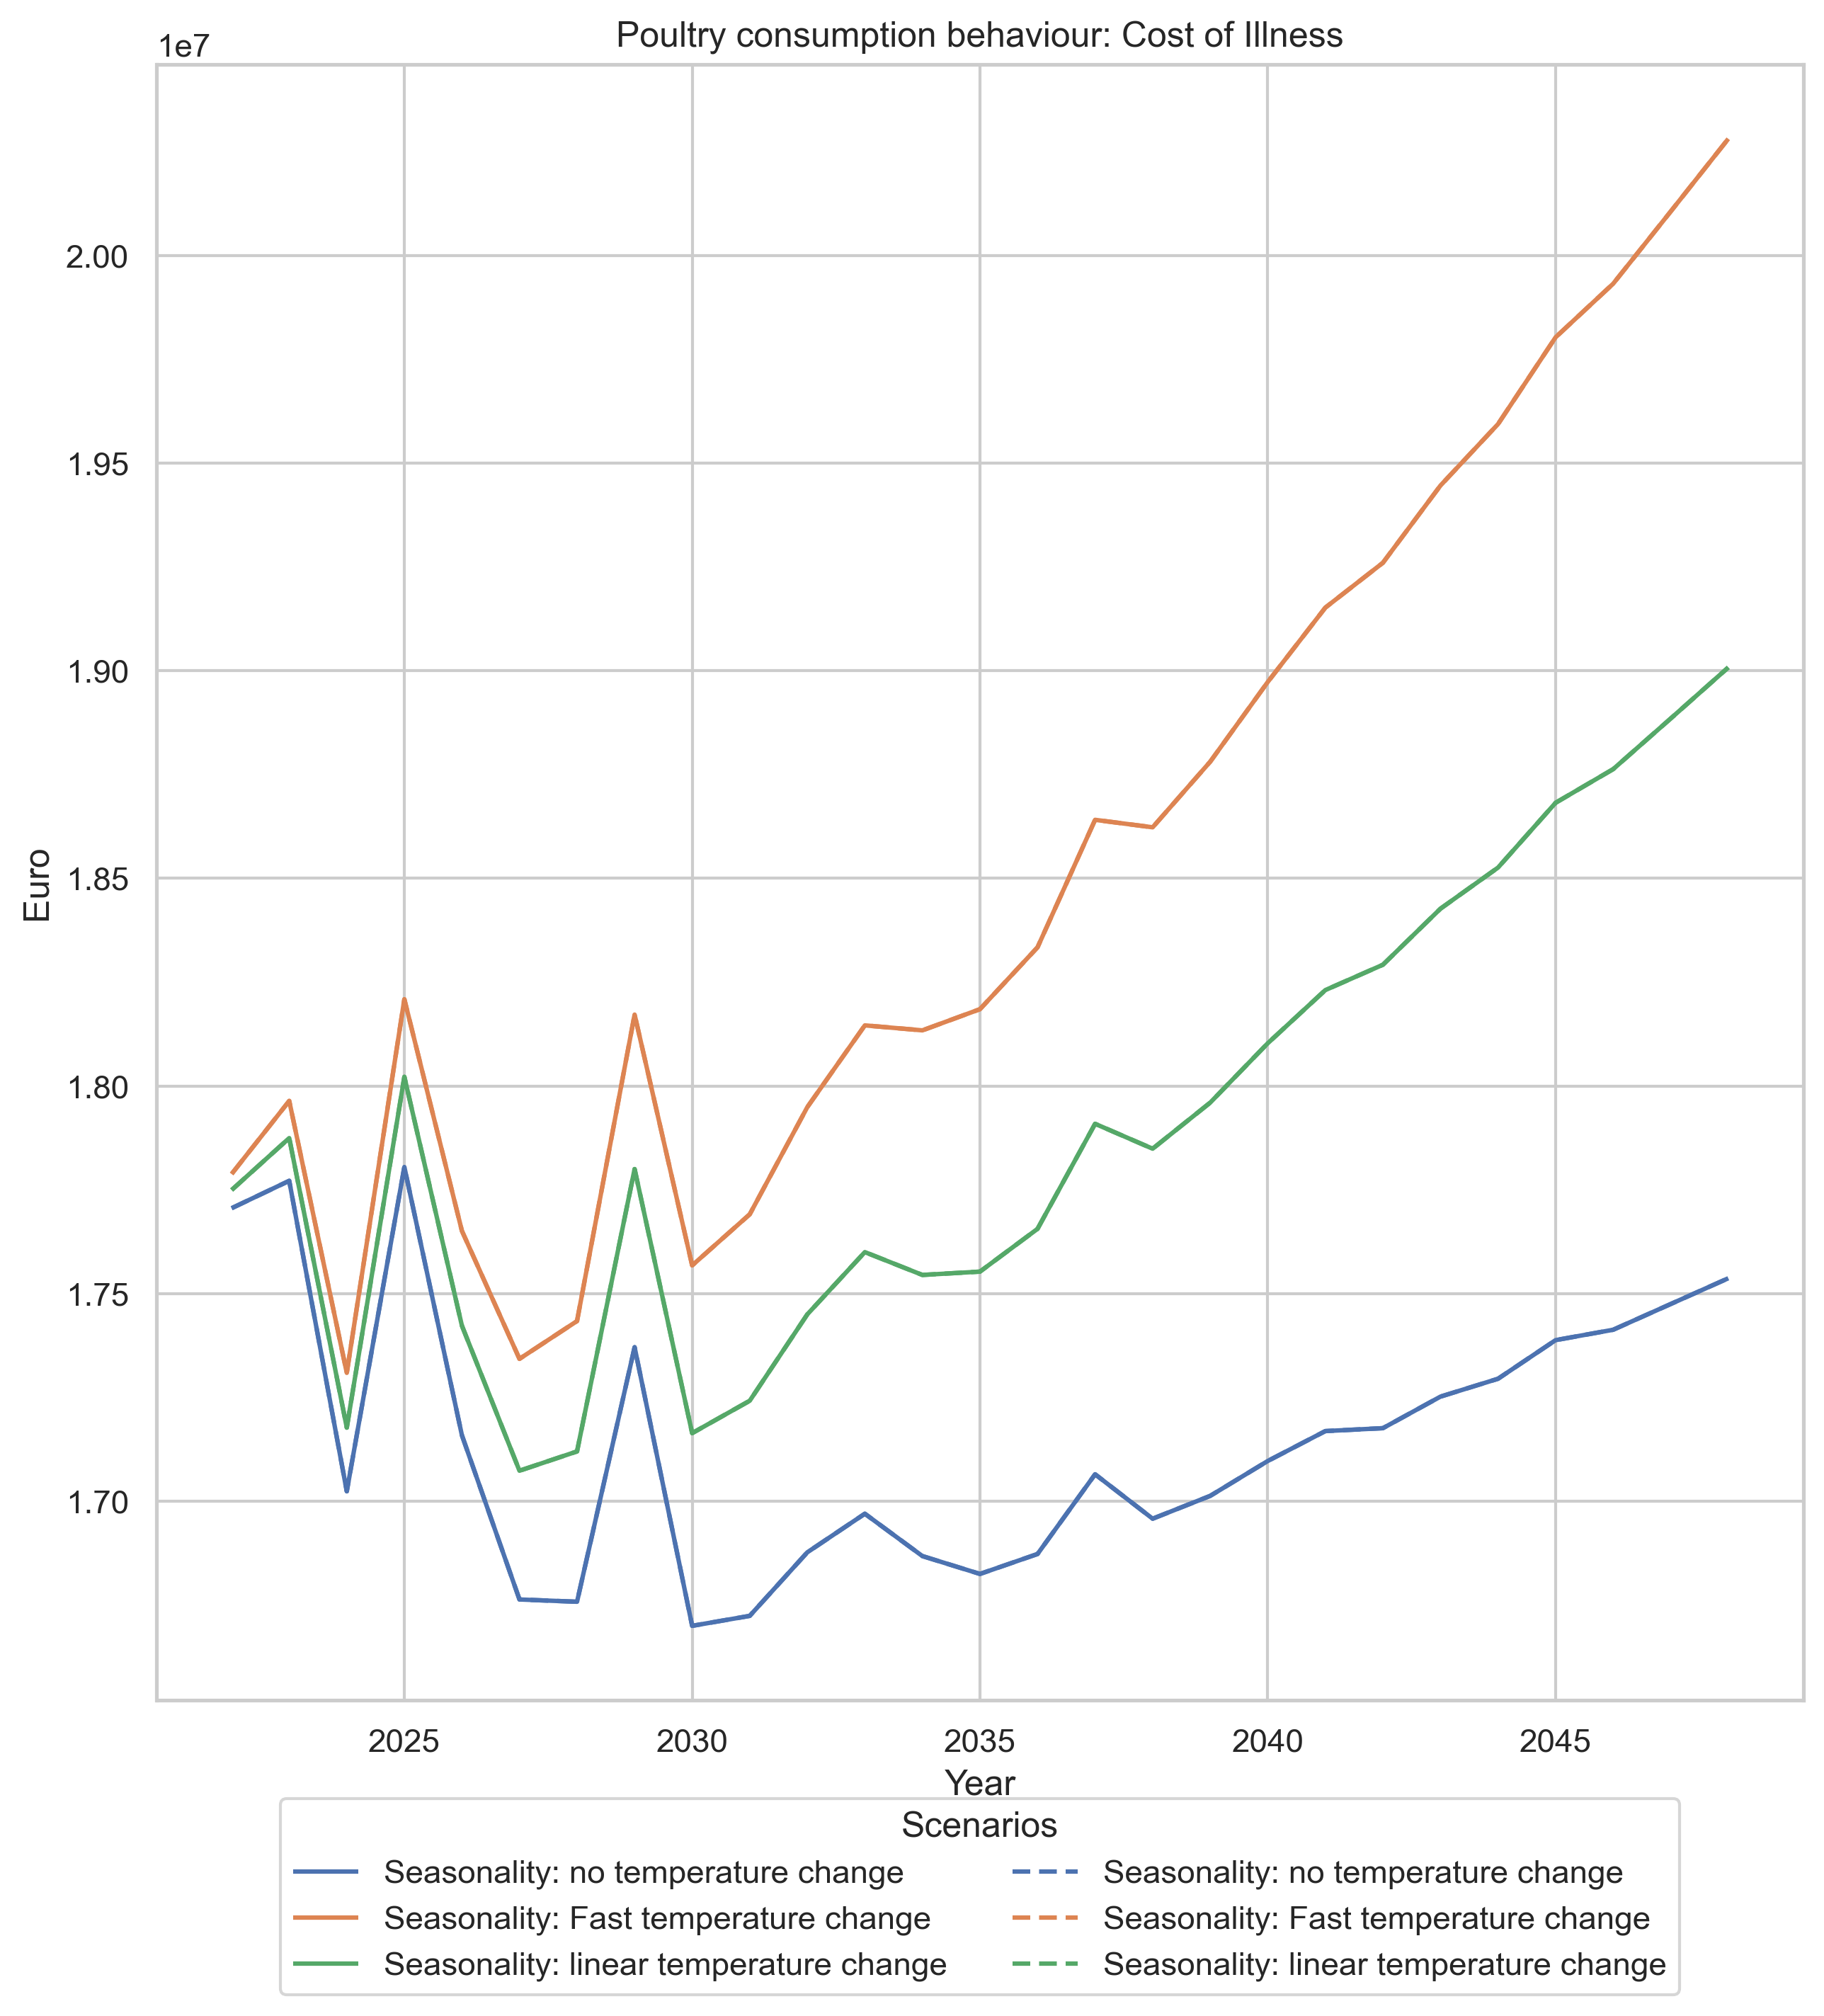 Poultry consumption behaviour: Cost of Illness
1e7
2.00
1.95
1.90
1.85
1.80
1.75
1.70
Euro
2025 2030 2035 2040 2045
Year
Scenarios
Seasonality: no temperature change Seasonality: no temperature change
Seasonality: Fast temperature change Seasonality: Fast temperature change
Seasonality: linear temperature change Seasonality: linear temperature change